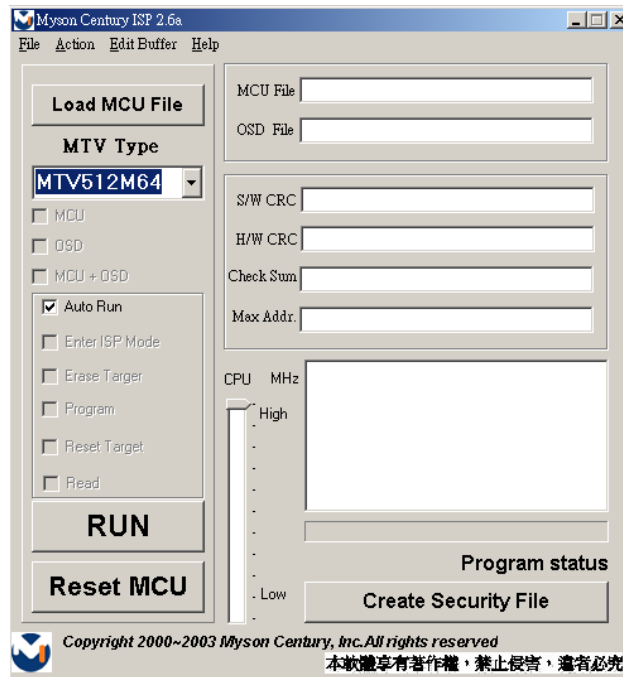 Myson Century ISP 2.6a
File Action Edit Buffer Help
Load MCU File
MTV Type
MTV512M64
MCU
OSD
MCU + OSD
Auto Run
Enter ISP Mode
Erase Targer
Program
Reset Target
Read
RUN
Reset MCU
MCU File
OSD File
S/W CRC
H/W CRC
Check Sum
Max Addr.
CPU MHz
High
Low
Program status
Create Security File
Copyright 2000~2003 Myson Century, Inc.All rights reserved
本軟體享有著作權，禁止侵害，違者必究